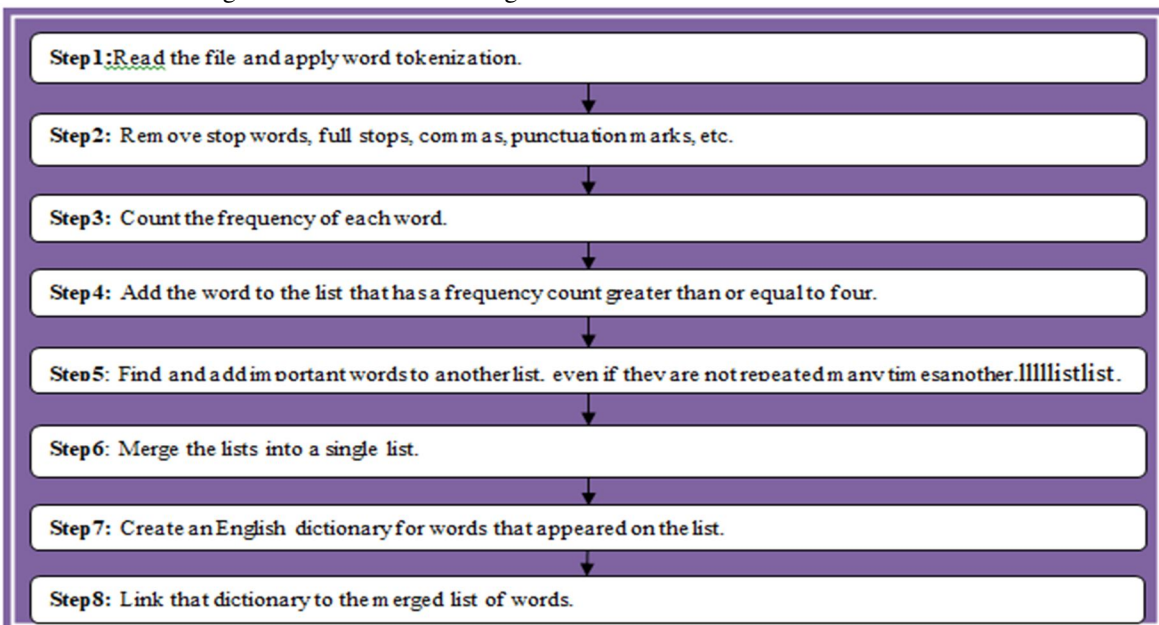 Step1:Read the file and apply word tokenization.
Step2: Remove stop words, full stops, commas, punctuation marks, etc.
Step3: Count the frequency of each word.
Step4: Add the word to the list that has a frequency count greater than or equal to four.
Step5: Find and add important words to another list. even if they are not repeated many timesanother.lllllistlist.
Step6: Merge the lists into a single list.
Step7: Create an English dictionary for words that appeared on the list.
Step8: Link that dictionary to the merged list of words.